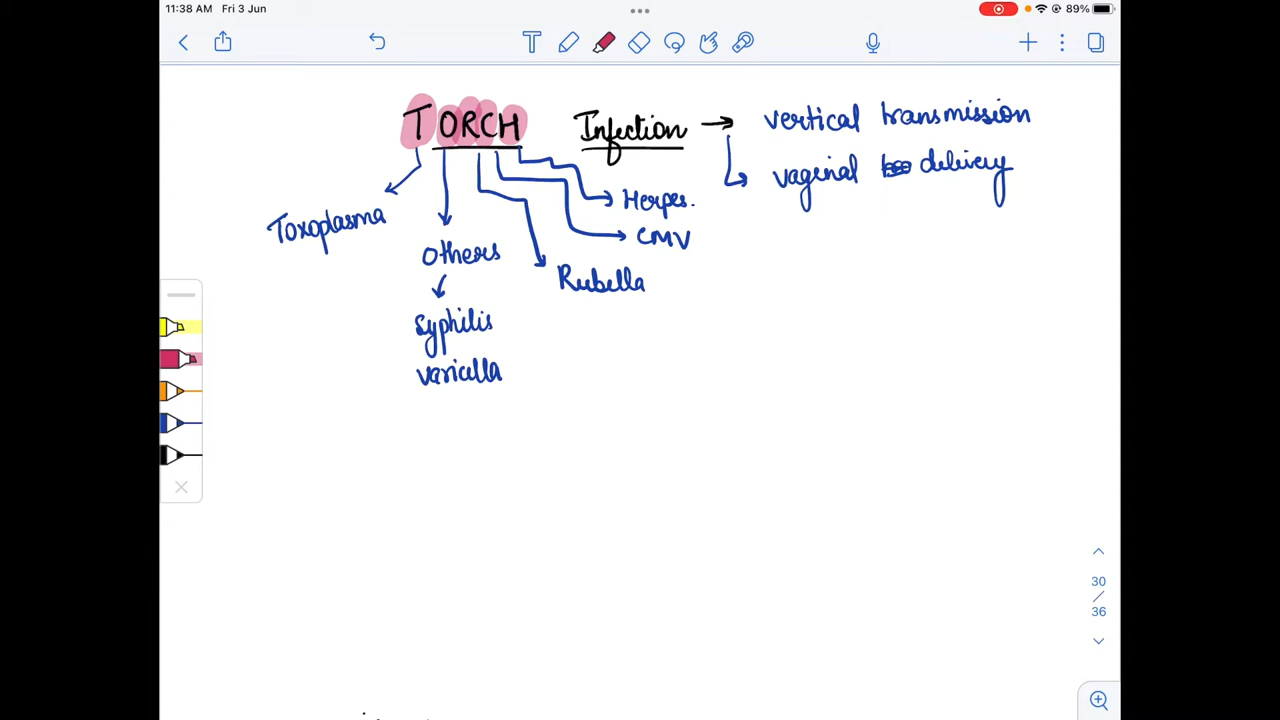 11:38 AM Fri 3 Jun
89%
T
TORCH Infection → vertical transmission
vaginal delivery
Toxoplasma
Herpes.
CMV
others
Rubella
syphilis
varicella
30
36